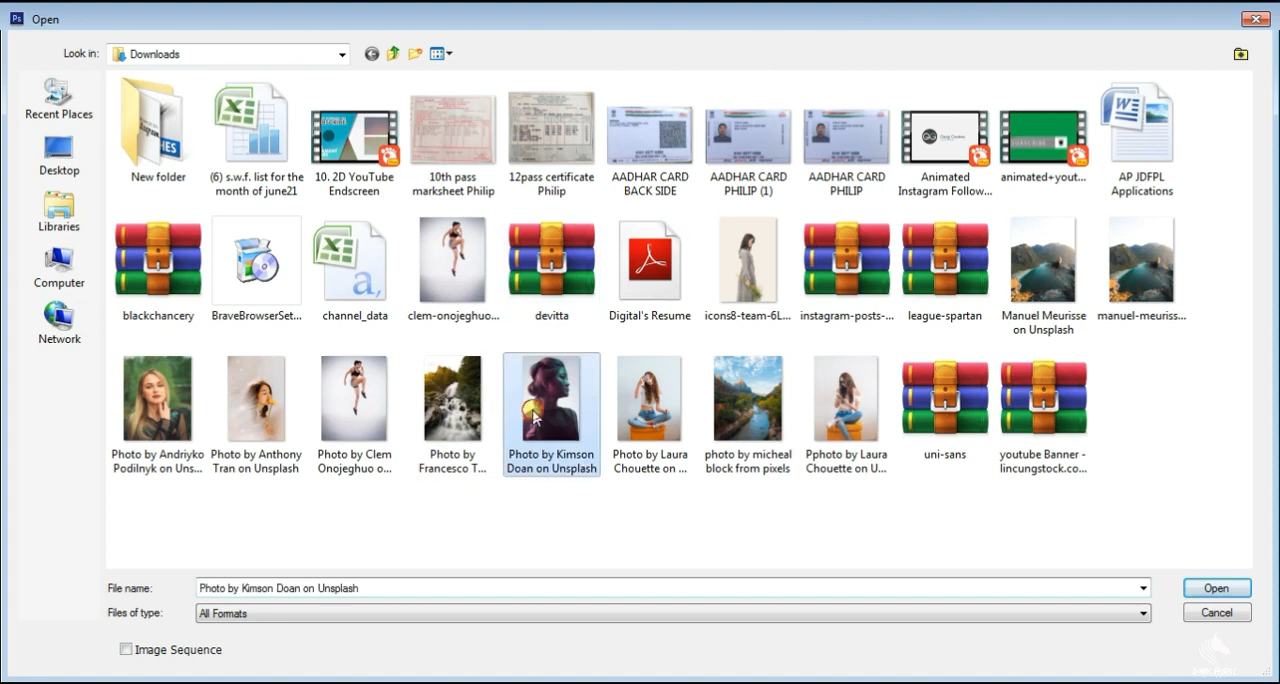 Ps Open
Look in: Downloads
Recent Places
Desktop
Libraries
Computer
Network
New folder
(6) s.w.f. list for the
month of june21
10. 2D YouTube
Endscreen
10th pass
marksheet Philip
12pass certificate
Philip
AADHAR CARD
BACK SIDE
AADHAR CARD
PHILIP (1)
AADHAR CARD
PHILIP
Animated
Instagram Follow...
animated+yout...
AP JDFPL
Applications
blackchancery
BraveBrowserSet...
channel_data
clem-onojeghuo...
devitta
Digital's Resume
icons8-team-6L...
instagram-posts-...
league-spartan
Manuel Meurisse
on Unsplash
manuel-meuriss...
Photo by Andriyko
Podilnyk on Uns...
Photo by Anthony
Tran on Unsplash
Photo by Clem
Onojeghuo o...
Photo by
Francesco T...
Photo by Kimson
Doan on Unsplash
Photo by Laura
Chouette on ...
photo by micheal
block from pixels
Pphoto by Laura
Chouette on U...
uni-sans
youtube Banner -
lincungstock.co...
File name: Photo by Kimson Doan on Unsplash
Open
Files of type: All Formats
Cancel
Image Sequence